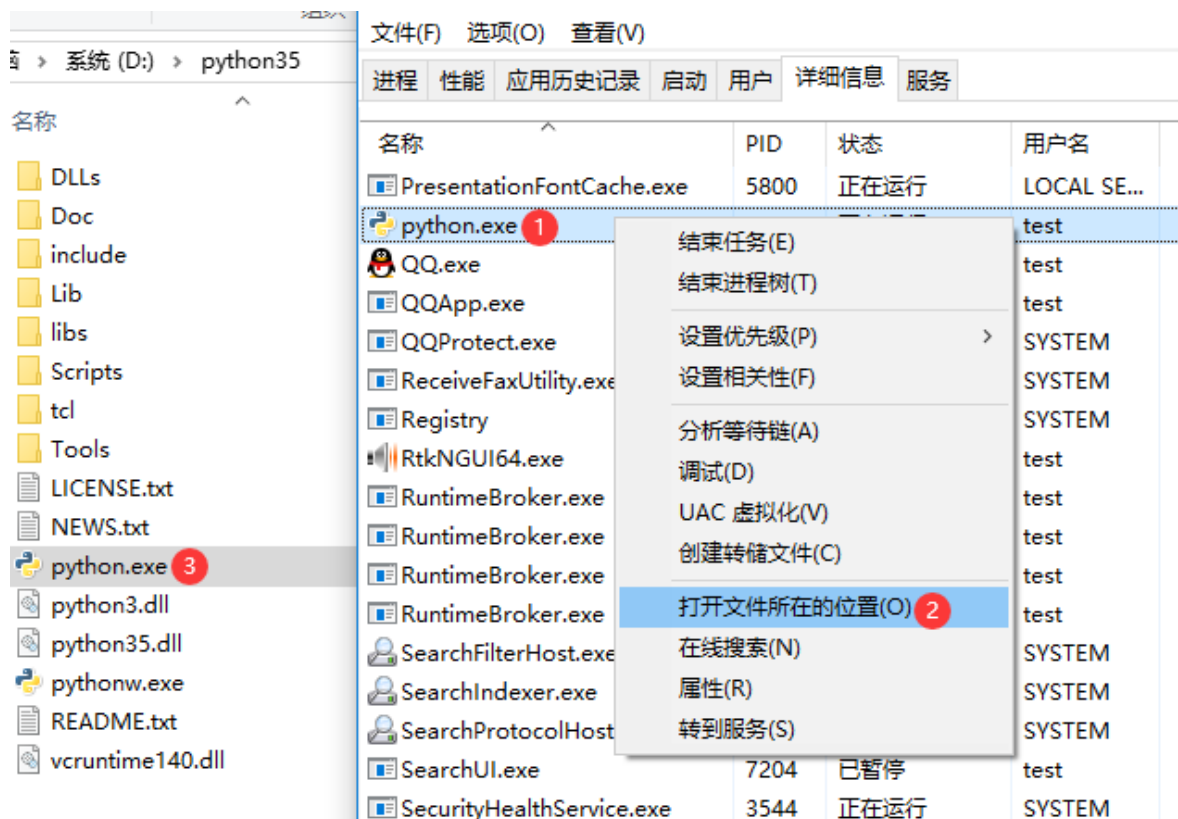 组织
脑 › 系统 (D:) › python35
名称
DLLs
Doc
include
Lib
libs
Scripts
tcl
Tools
LICENSE.txt
NEWS.txt
python.exe 3
python3.dll
python35.dll
pythonw.exe
README.txt
vcruntime140.dll
文件(F) 选项(O) 查看(V)
进程 性能 应用历史记录 启动 用户 详细信息 服务
名称 PID 状态 用户名
PresentationFontCache.exe 5800 正在运行 LOCAL SE...
python.exe 1 test
QQ.exe test
QQApp.exe test
QQProtect.exe SYSTEM
ReceiveFaxUtility.exe SYSTEM
Registry SYSTEM
RtkNGUI64.exe test
RuntimeBroker.exe test
RuntimeBroker.exe test
RuntimeBroker.exe test
RuntimeBroker.exe test
SearchFilterHost.exe SYSTEM
SearchIndexer.exe SYSTEM
SearchProtocolHost SYSTEM
SearchUI.exe 7204 已暂停 test
SecurityHealthService.exe 3544 正在运行 SYSTEM
结束任务(E)
结束进程树(T)
设置优先级(P)
设置相关性(F)
分析等待链(A)
调试(D)
UAC 虚拟化(V)
创建转储文件(C)
打开文件所在的位置(O) 2
在线搜索(N)
属性(R)
转到服务(S)